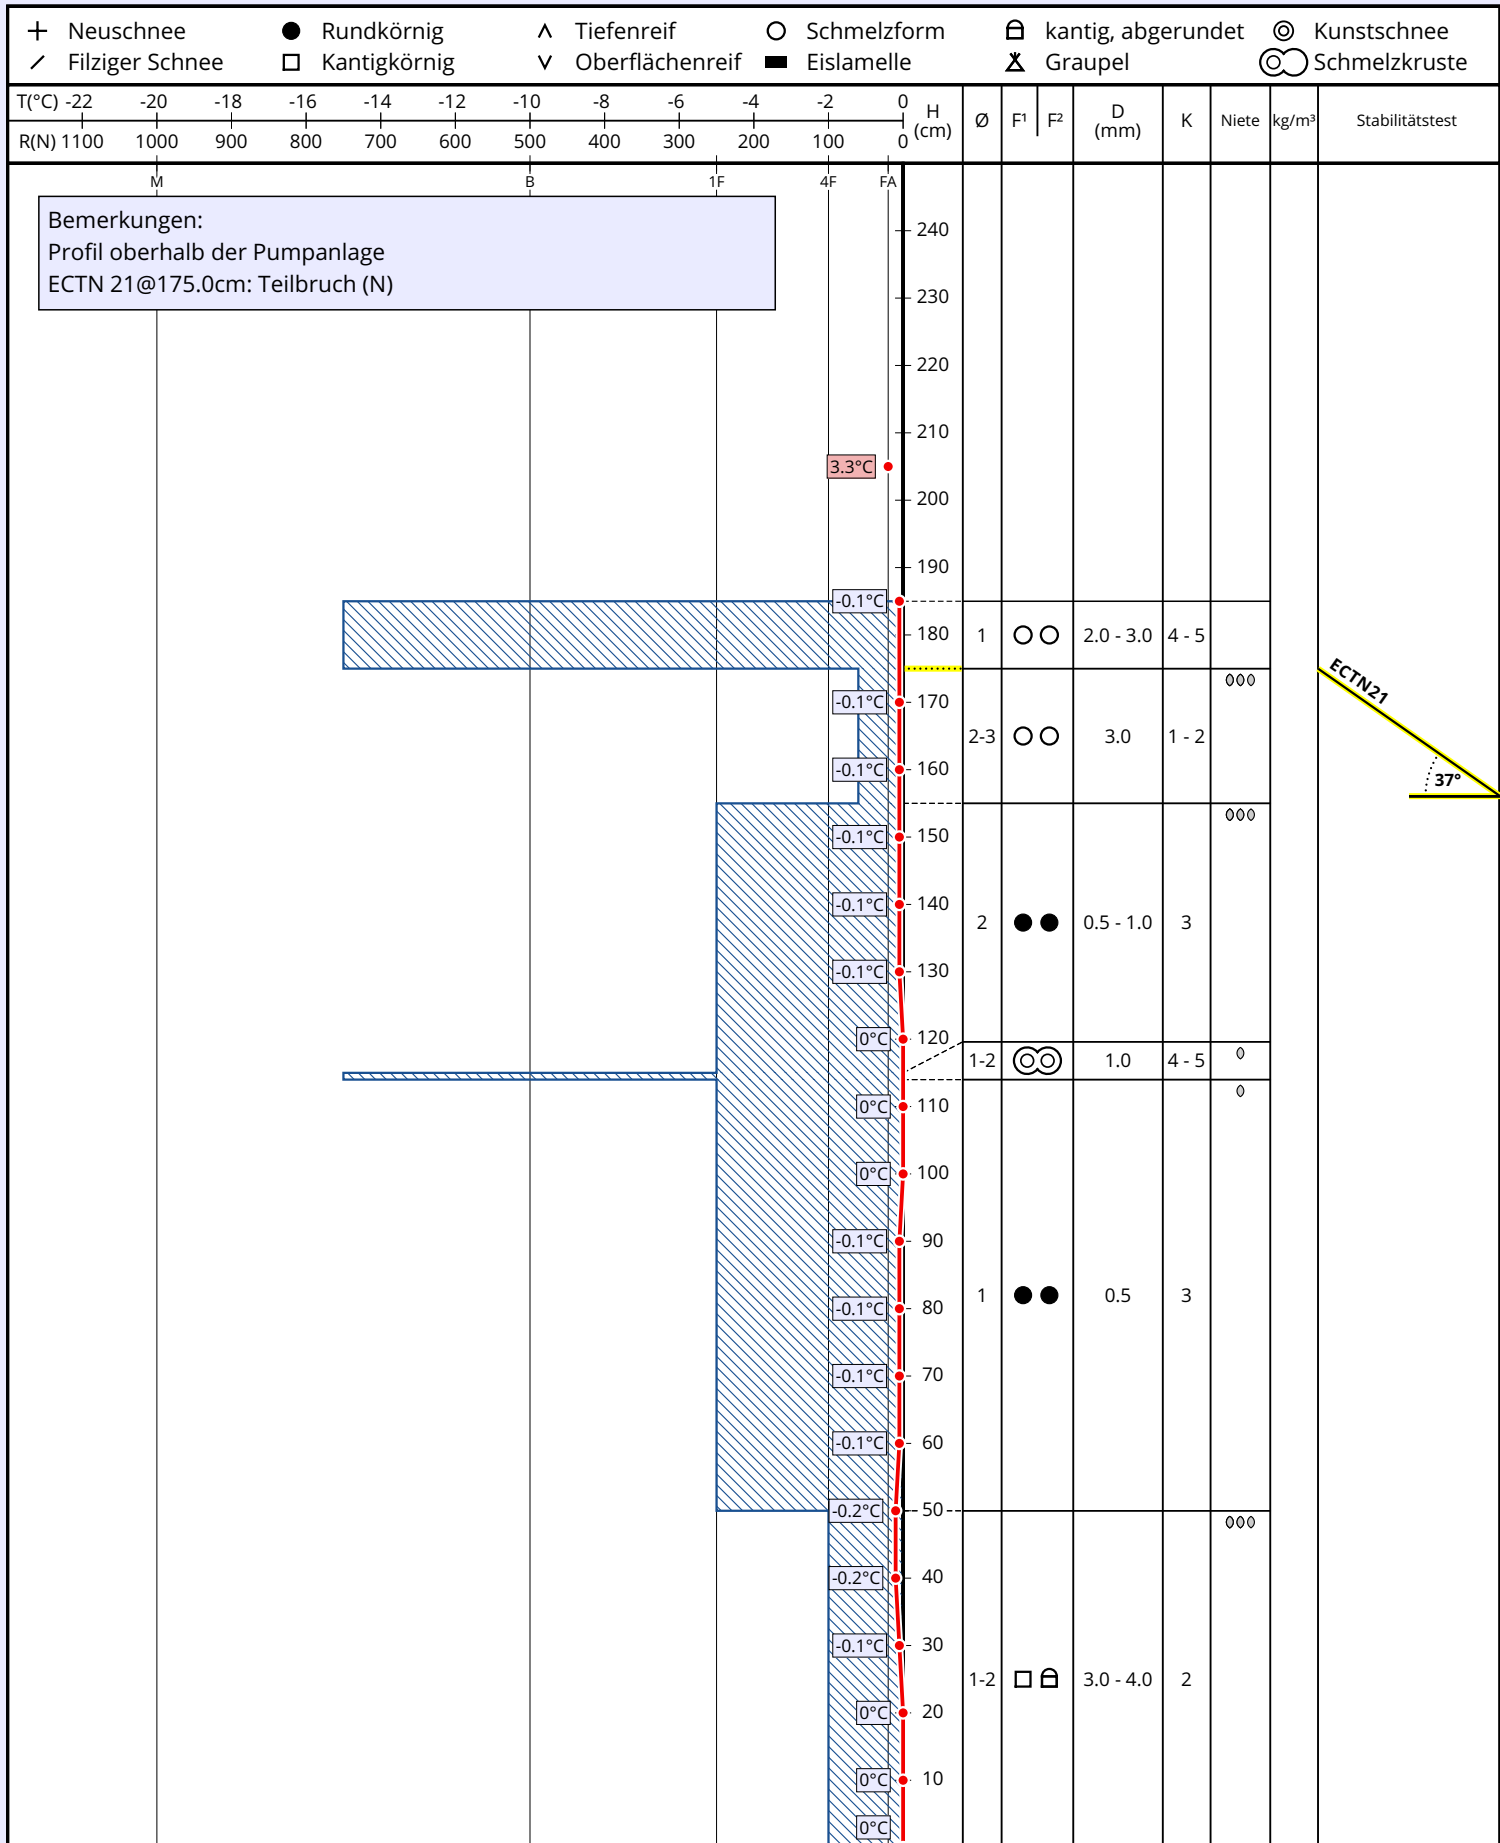 Neuschnee Rundkörnig Tiefenreif Schmelzform kantig, abgerundet Kunstschnee
Filziger Schnee Kantigkörnig Oberflächenreif Eislamelle Graupel Schmelzkruste
T(°C) -22 -20 -18 -16 -14 -12 -10 -8 -6 -4 -2 0
R(N) 1100 1000 900 800 700 600 500 400 300 200 100 0
H (cm) Ø F¹ F² D (mm) K Niete kg/m³ Stabilitätstest
M B 1F 4F FA
Bemerkungen:
Profil oberhalb der Pumpanlage
ECTN 21@175.0cm: Teilbruch (N)
240
230
220
210
3.3°C
200
190
-0.1°C
180 1 2.0 - 3.0 4 - 5
-0.1°C 170
ECTN21
2-3 3.0 1 - 2
-0.1°C 160
37°
-0.1°C 150
-0.1°C 140
2 0.5 - 1.0 3
-0.1°C 130
0°C 120
1-2 1.0 4 - 5
0°C 110
0°C 100
-0.1°C 90
1 0.5 3
-0.1°C 80
-0.1°C 70
-0.1°C 60
-0.2°C 50
-0.2°C 40
-0.1°C 30
1-2 3.0 - 4.0 2
0°C 20
0°C 10
0°C